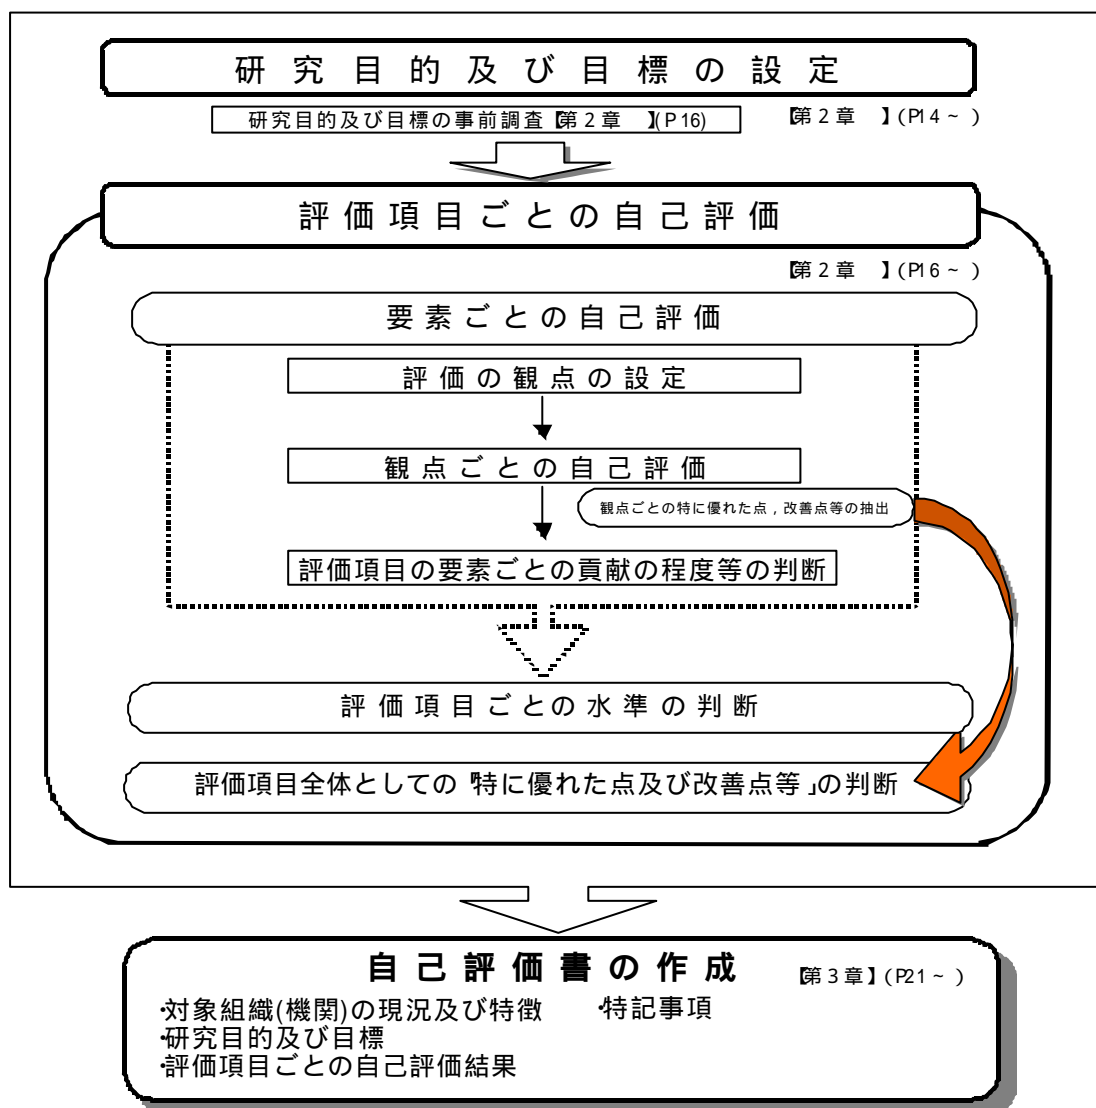 研究目的及び目標の設定
研究目的及び目標の事前調査【第2章　】(P16)
【第2章　】(P14~ )
評価項目ごとの自己評価
【第2章　】(P16~ )
要素ごとの自己評価
評価の観点の設定
観点ごとの自己評価
観点ごとの特に優れた点,改善点等の抽出
評価項目の要素ごとの貢献の程度等の判断
評価項目ごとの水準の判断
評価項目全体としての「特に優れた点及び改善点等」の判断
自己評価書の作成
【第3章】(P21~ )
・対象組織(機関)の現況及び特徴
・特記事項
・研究目的及び目標
・評価項目ごとの自己評価結果